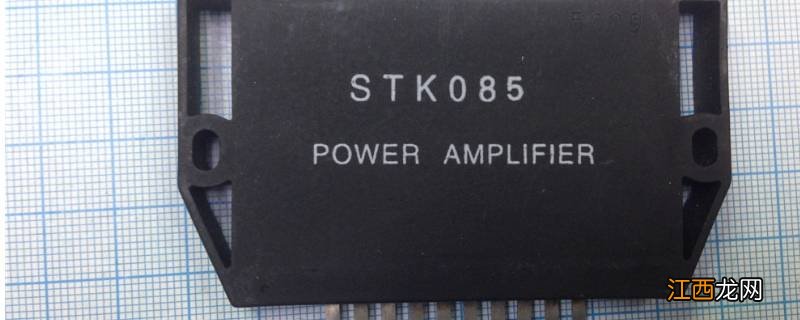 STK085
POWER AMPLIFIER
江西龙网